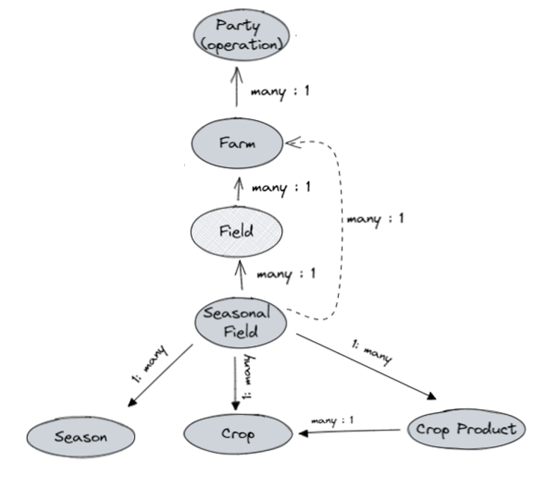 Party
(operation)
many : 1
Farm
many : 1
many : 1
Field
many : 1
Seasonal
Field
1: many
1: many
1: many
Season
Crop
many : 1
Crop Product